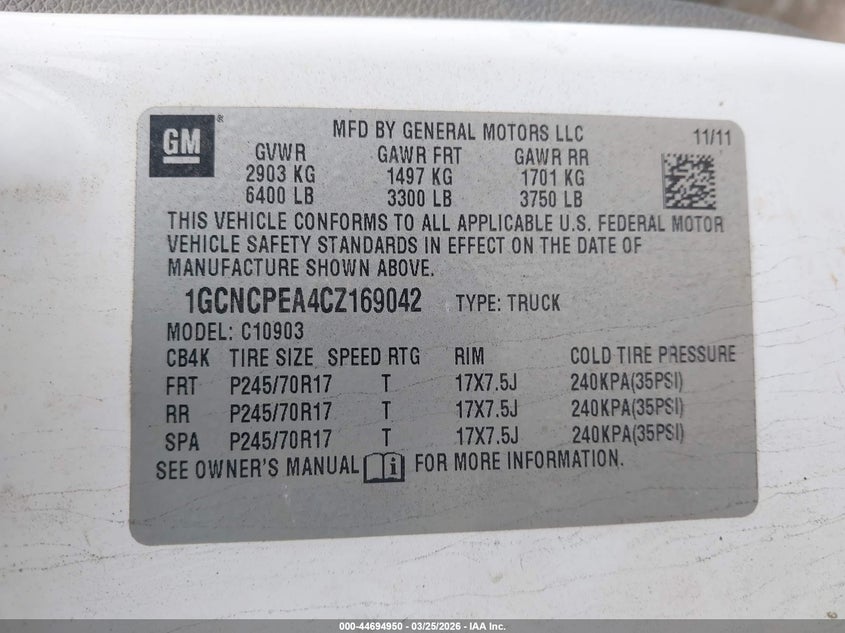 GM ®
MFD BY GENERAL MOTORS LLC 11/11
GVWR GAWR FRT GAWR RR
2903 KG 1497 KG 1701 KG
6400 LB 3300 LB 3750 LB
THIS VEHICLE CONFORMS TO ALL APPLICABLE U.S. FEDERAL MOTOR
VEHICLE SAFETY STANDARDS IN EFFECT ON THE DATE OF
MANUFACTURE SHOWN ABOVE.
1GCNCPEA4CZ169042 TYPE: TRUCK
MODEL: C10903
CB4K TIRE SIZE SPEED RTG RIM COLD TIRE PRESSURE
FRT P245/70R17 T 17X7.5J 240KPA(35PSI)
RR P245/70R17 T 17X7.5J 240KPA(35PSI)
SPA P245/70R17 T 17X7.5J 240KPA(35PSI)
SEE OWNER'S MANUAL i FOR MORE INFORMATION.
000-44694950 - 03/25/2026 - IAA Inc.